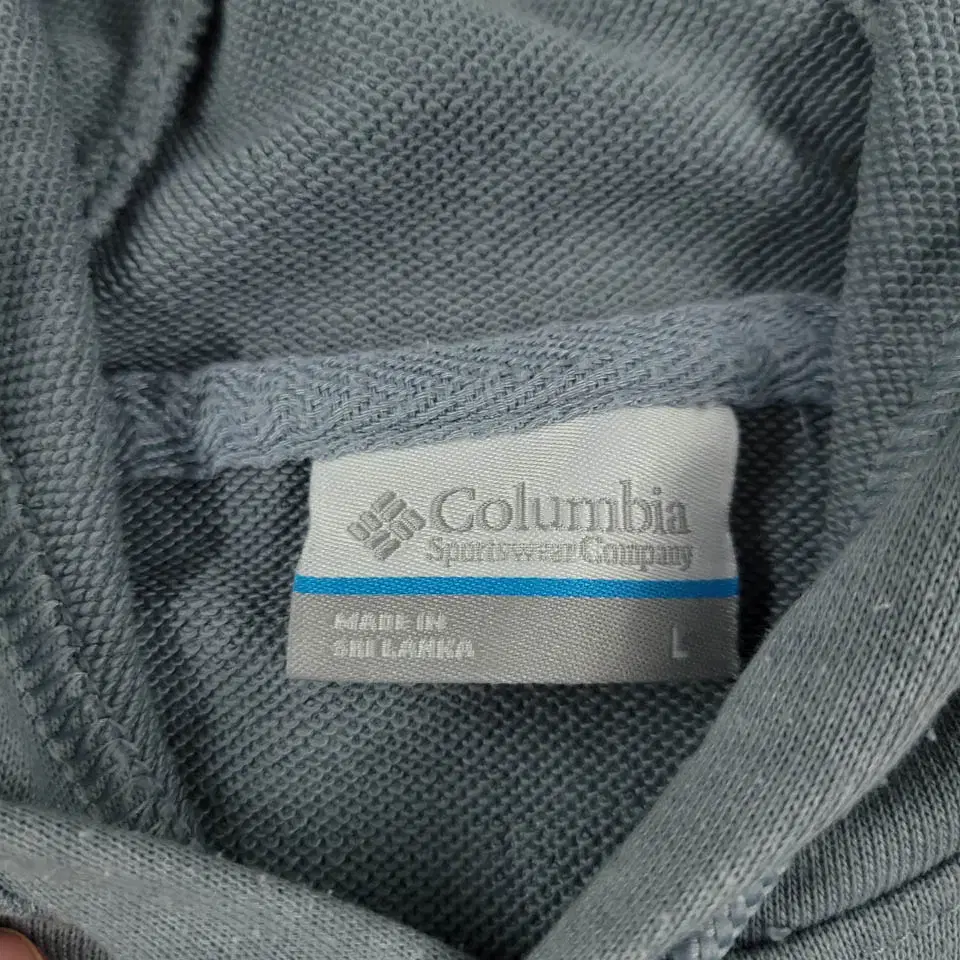 Columbia
Sportswear Company
MADE IN
SRI LANKA
L